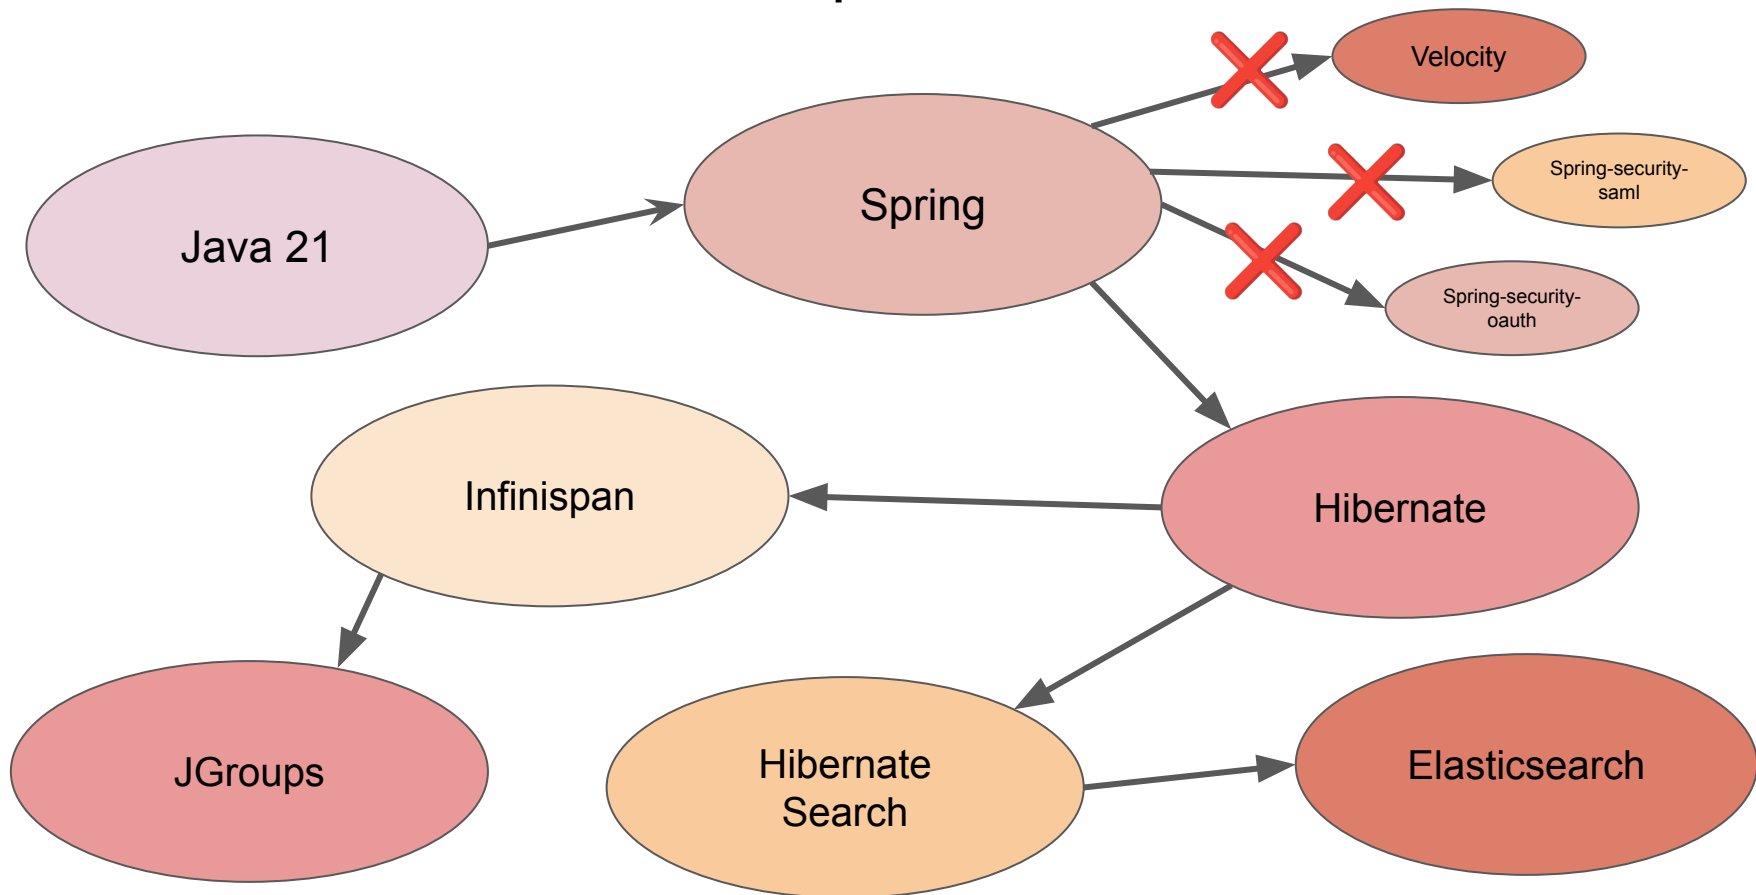 Velocity
Spring-security-
saml
Spring
Java 21
Spring-security-
oauth
Infinispan
Hibernate
JGroups
Hibernate
Search
Elasticsearch